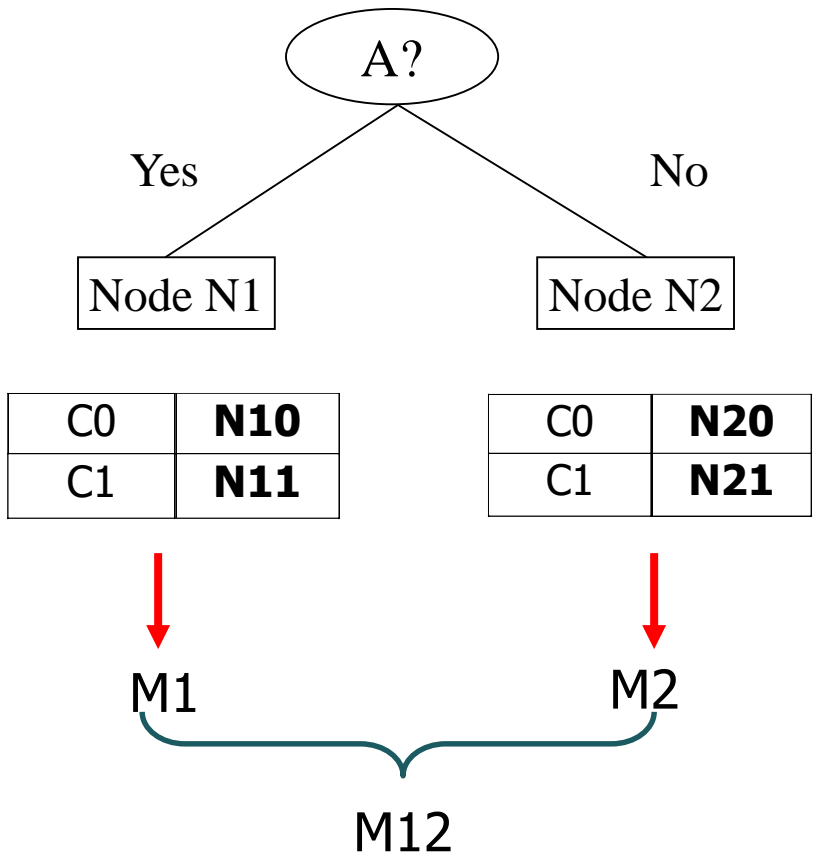 A?
Yes No
Node N1 Node N2
C0 N10 C0 N20
C1 N11 C1 N21
M1 M2
M12